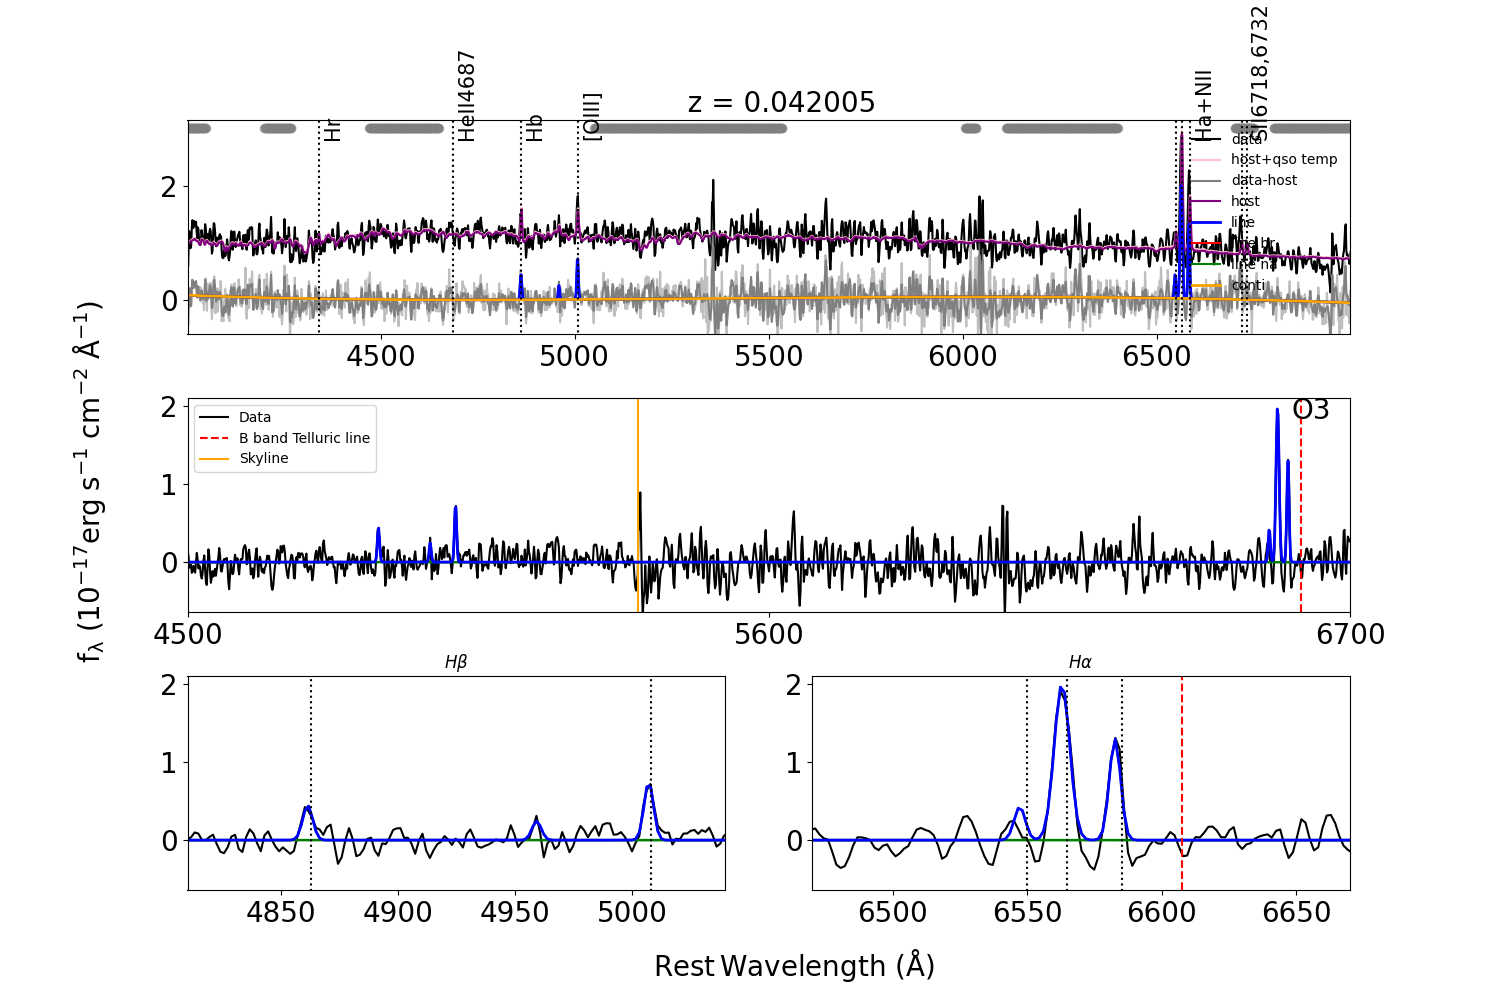 z = 0.042005
Hr
HeII4687
Hb
[OIII]
Ha+NII
SII6718,6732
data
host+qso temp
data-host
host
line
conti
2
0
4500 5000 5500 6000 6500
f_λ (10^−17 erg s^−1 cm^−2 Å^−1)
Data
B band Telluric line
Skyline
O3
2
1
0
4500 5600 6700
Hβ
2
1
0
4850 4900 4950 5000
Hα
2
1
0
6500 6550 6600 6650
Rest Wavelength (Å)